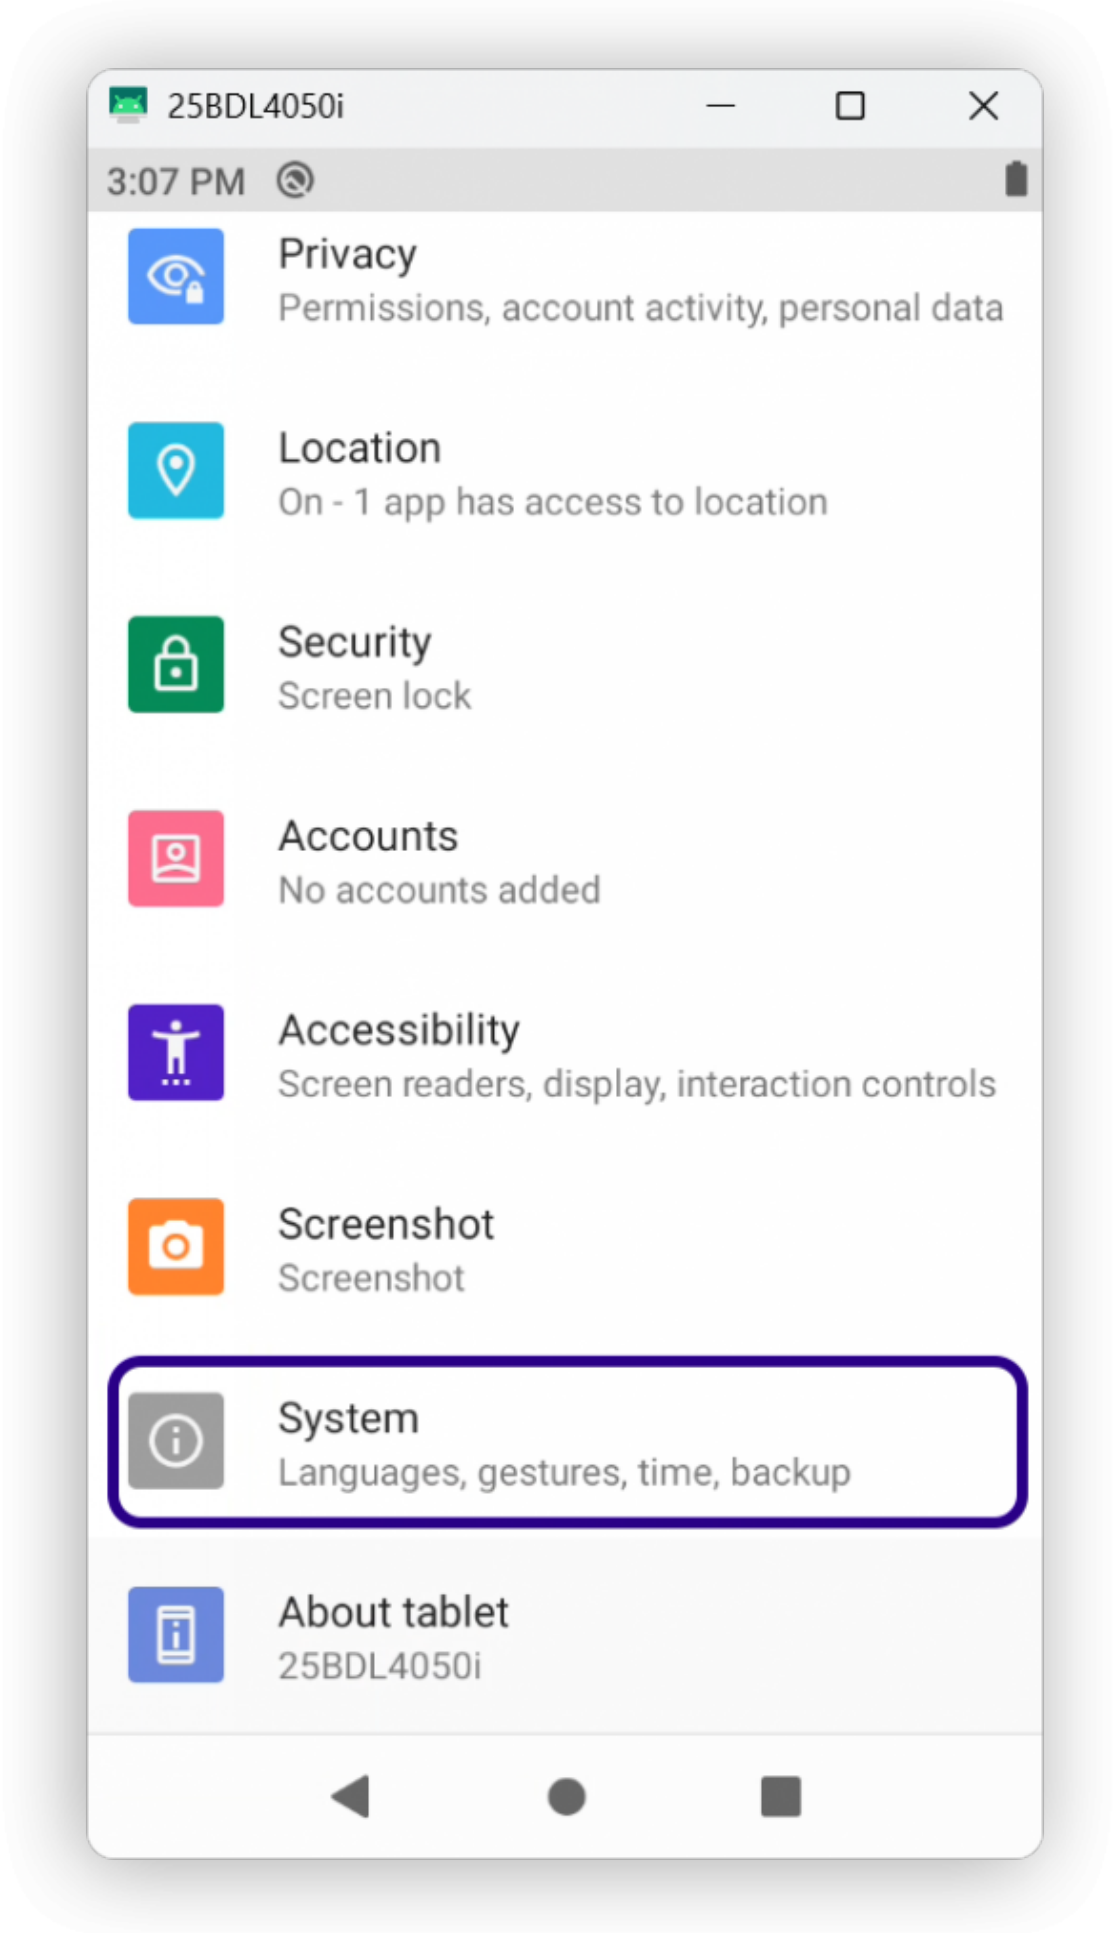 25BDL4050i
3:07 PM
Privacy
Permissions, account activity, personal data
Location
On - 1 app has access to location
Security
Screen lock
Accounts
No accounts added
Accessibility
Screen readers, display, interaction controls
Screenshot
Screenshot
System
Languages, gestures, time, backup
About tablet
25BDL4050i